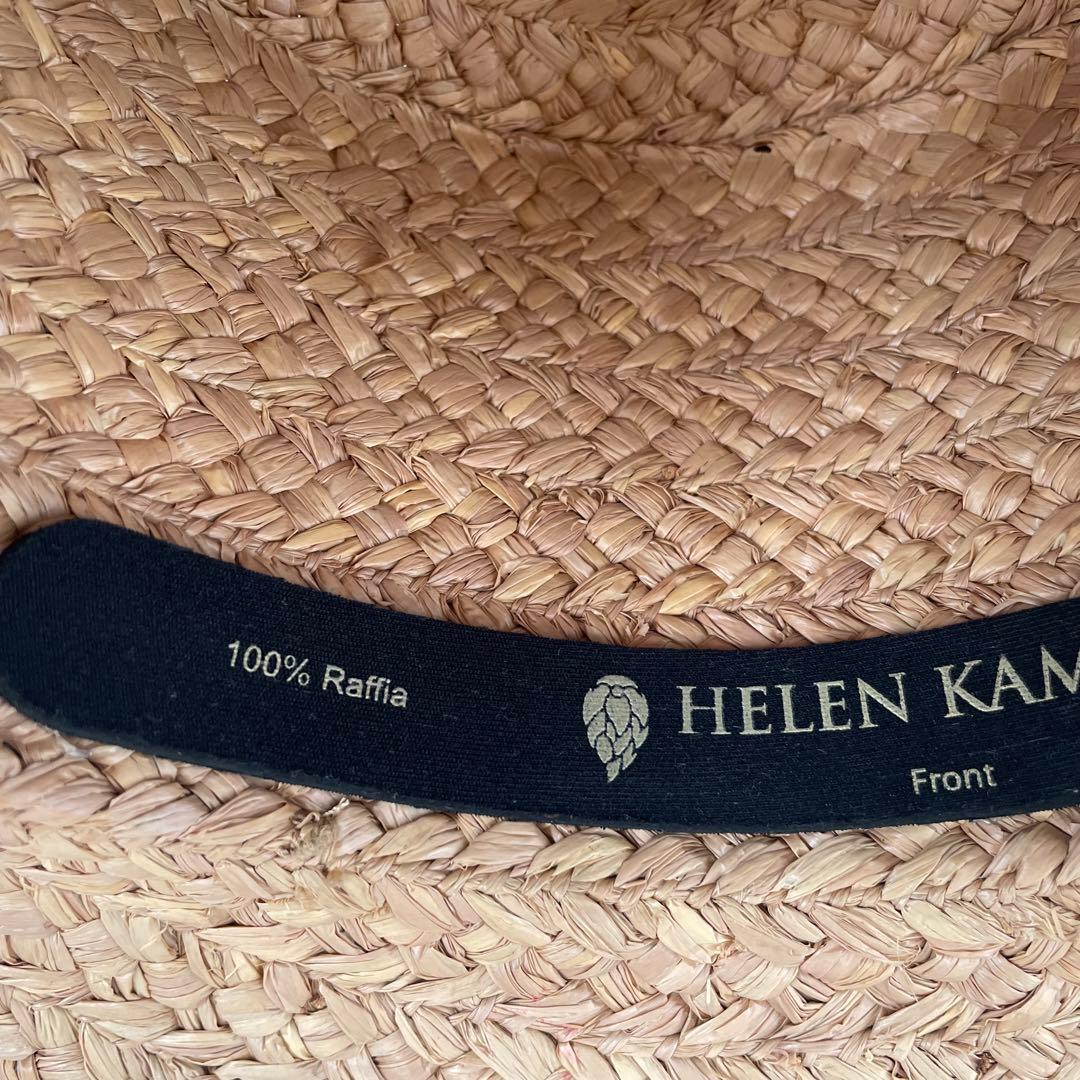 100% Raffia
HELEN KAM
Front